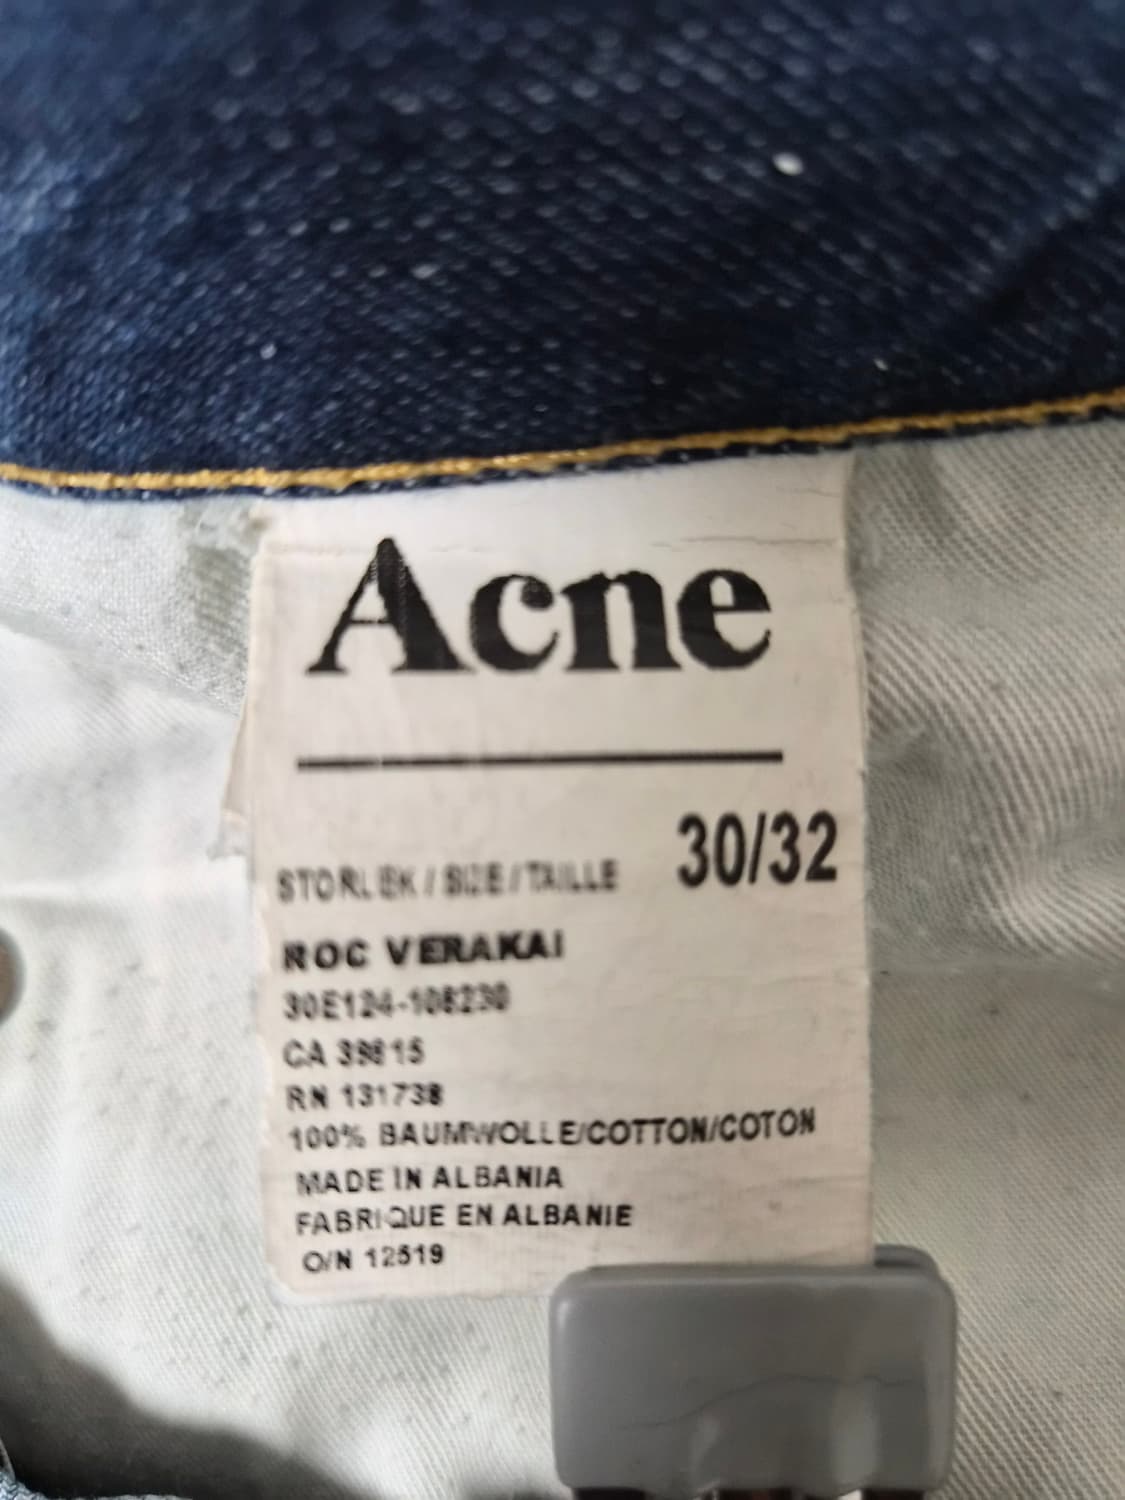 Acne
30/32
STORLEK / SIZE / TAILLE
ROC VERAKAI
30E124-108230
CA 39815
RN 131738
100% BAUMWOLLE/COTTON/COTON
MADE IN ALBANIA
FABRIQUE EN ALBANIE
O/N 12519